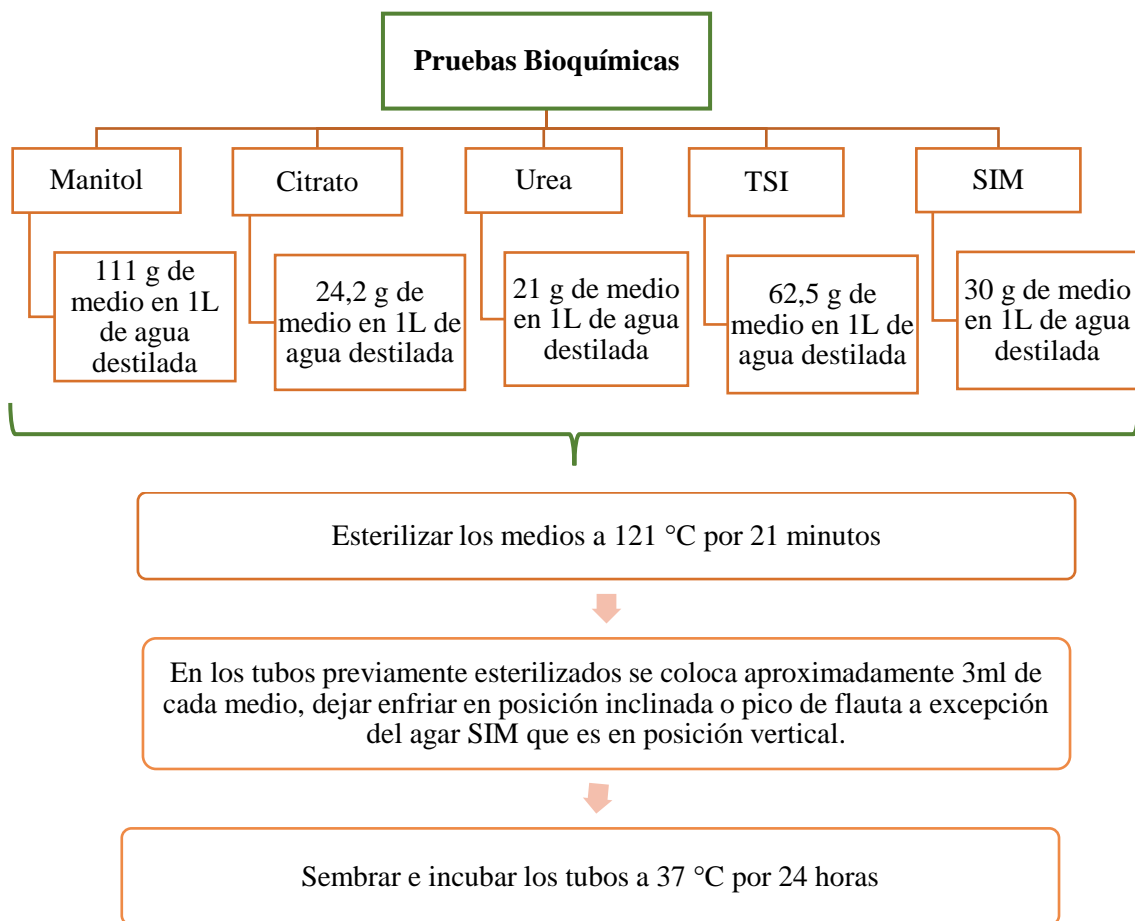 Pruebas Bioquímicas
Manitol
Citrato
Urea
TSI
SIM
111 g de
medio en 1L
de agua
destilada
24,2 g de
medio en 1L de
agua destilada
21 g de medio
en 1L de agua
destilada
62,5 g de
medio en 1L de
agua destilada
30 g de medio
en 1L de agua
destilada
Esterilizar los medios a 121 °C por 21 minutos
En los tubos previamente esterilizados se coloca aproximadamente 3ml de
cada medio, dejar enfriar en posición inclinada o pico de flauta a excepción
del agar SIM que es en posición vertical.
Sembrar e incubar los tubos a 37 °C por 24 horas